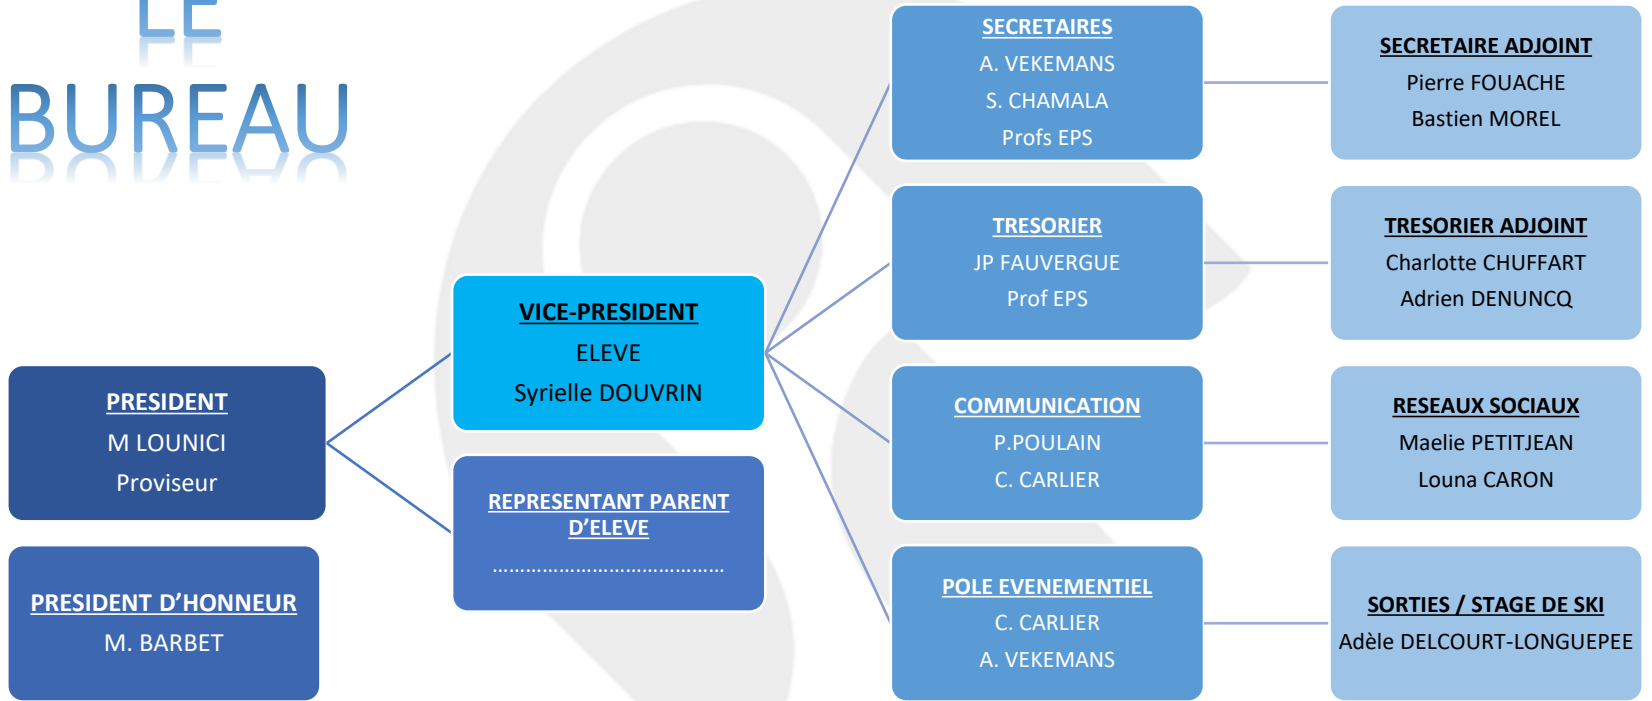 LE
BUREAU
PRESIDENT
M LOUNICI
Proviseur
PRESIDENT D’HONNEUR
M. BARBET
VICE-PRESIDENT
ELEVE
Syrielle DOUVRIN
REPRESENTANT PARENT
D’ELEVE
……………………………………
SECRETAIRES
A. VEKEMANS
S. CHAMALA
Profs EPS
TRESORIER
JP FAUVERGUE
Prof EPS
COMMUNICATION
P.POULAIN
C. CARLIER
POLE EVENEMENTIEL
C. CARLIER
A. VEKEMANS
SECRETAIRE ADJOINT
Pierre FOUACHE
Bastien MOREL
TRESORIER ADJOINT
Charlotte CHUFFART
Adrien DENUNCQ
RESEAUX SOCIAUX
Maelie PETITJEAN
Louna CARON
SORTIES / STAGE DE SKI
Adèle DELCOURT-LONGUEPEE